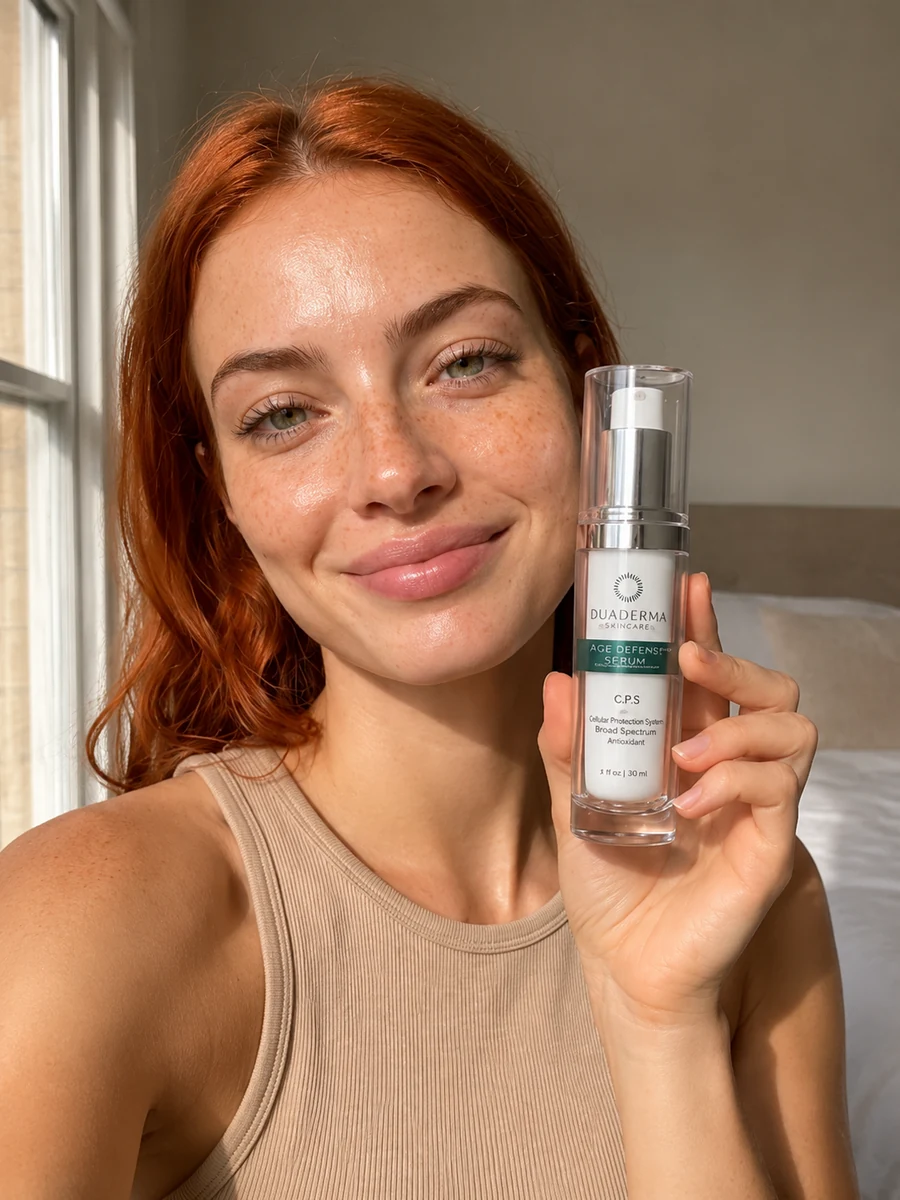 DUADERMA
SKINCARE
AGE DEFENSE
SERUM
C.P.S
Cellular Protection System
Broad Spectrum
Antioxidant
1 fl oz | 30 ml